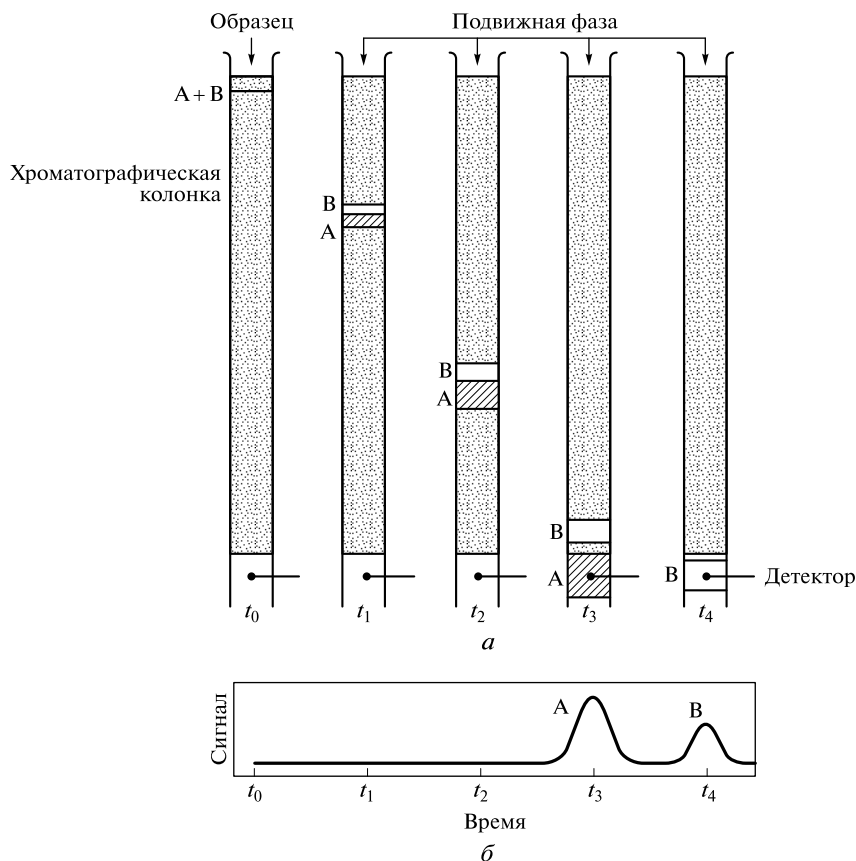 Образец
Подвижная фаза
A + B
Хроматографическая
колонка
B
A
B
A
B
A
B
Детектор
t₀ t₁ t₂ t₃ t₄
а
Сигнал
A
B
t₀ t₁ t₂ t₃ t₄
Время
б